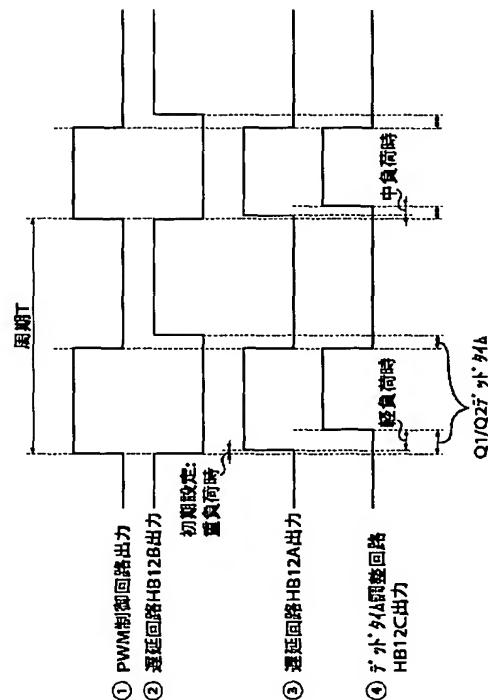 ① PWM制御回路出力
② 遅延回路HB12B出力
③ 遅延回路HB12A出力
④ デッドタイム調整回路
HB12C出力
周期T
初期設定:
重負荷時
軽負荷時
中負荷時
Q1/Q2デッドタイム